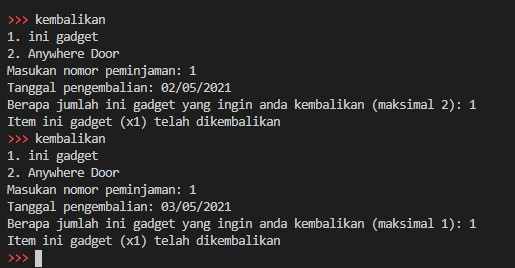 >>> kembalikan
1. ini gadget
2. Anywhere Door
Masukan nomor peminjaman: 1
Tanggal pengembalian: 02/05/2021
Berapa jumlah ini gadget yang ingin anda kembalikan (maksimal 2): 1
Item ini gadget (x1) telah dikembalikan
>>> kembalikan
1. ini gadget
2. Anywhere Door
Masukan nomor peminjaman: 1
Tanggal pengembalian: 03/05/2021
Berapa jumlah ini gadget yang ingin anda kembalikan (maksimal 1): 1
Item ini gadget (x1) telah dikembalikan
>>>